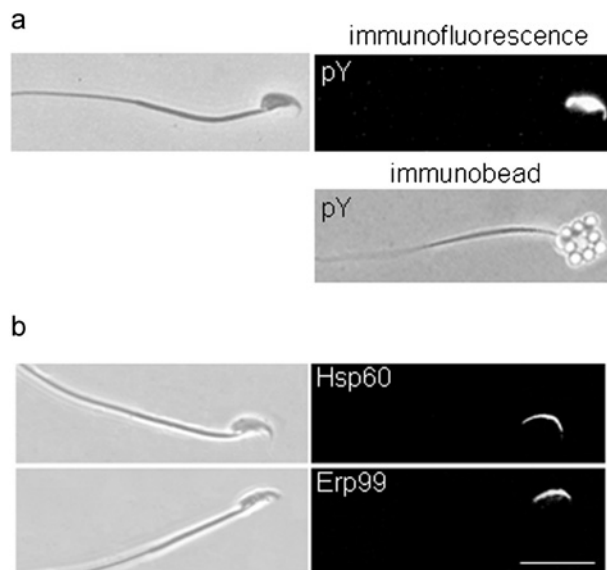 a
immunofluorescence
pY
immunobead
pY
b
Hsp60
Erp99